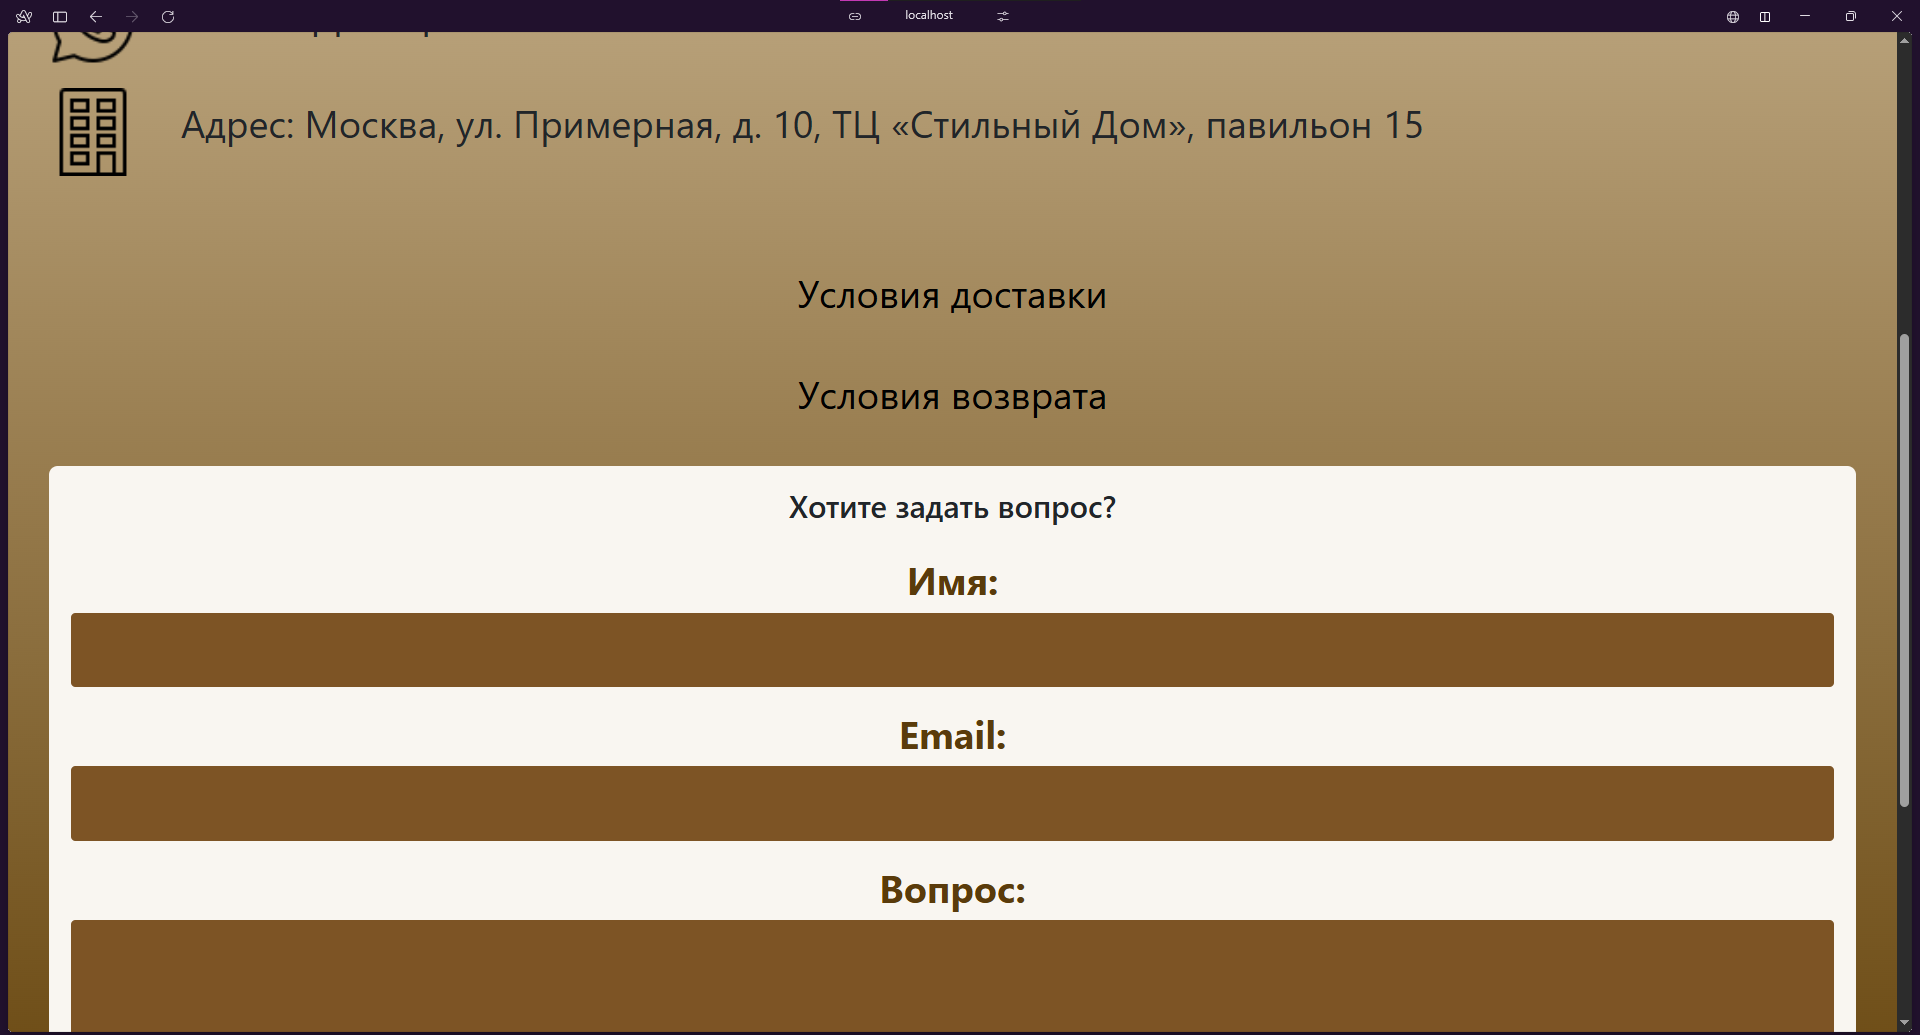 localhost
Адрес: Москва, ул. Примерная, д. 10, ТЦ «Стильный Дом», павильон 15
Условия доставки
Условия возврата
Хотите задать вопрос?
Имя:
Email:
Вопрос: